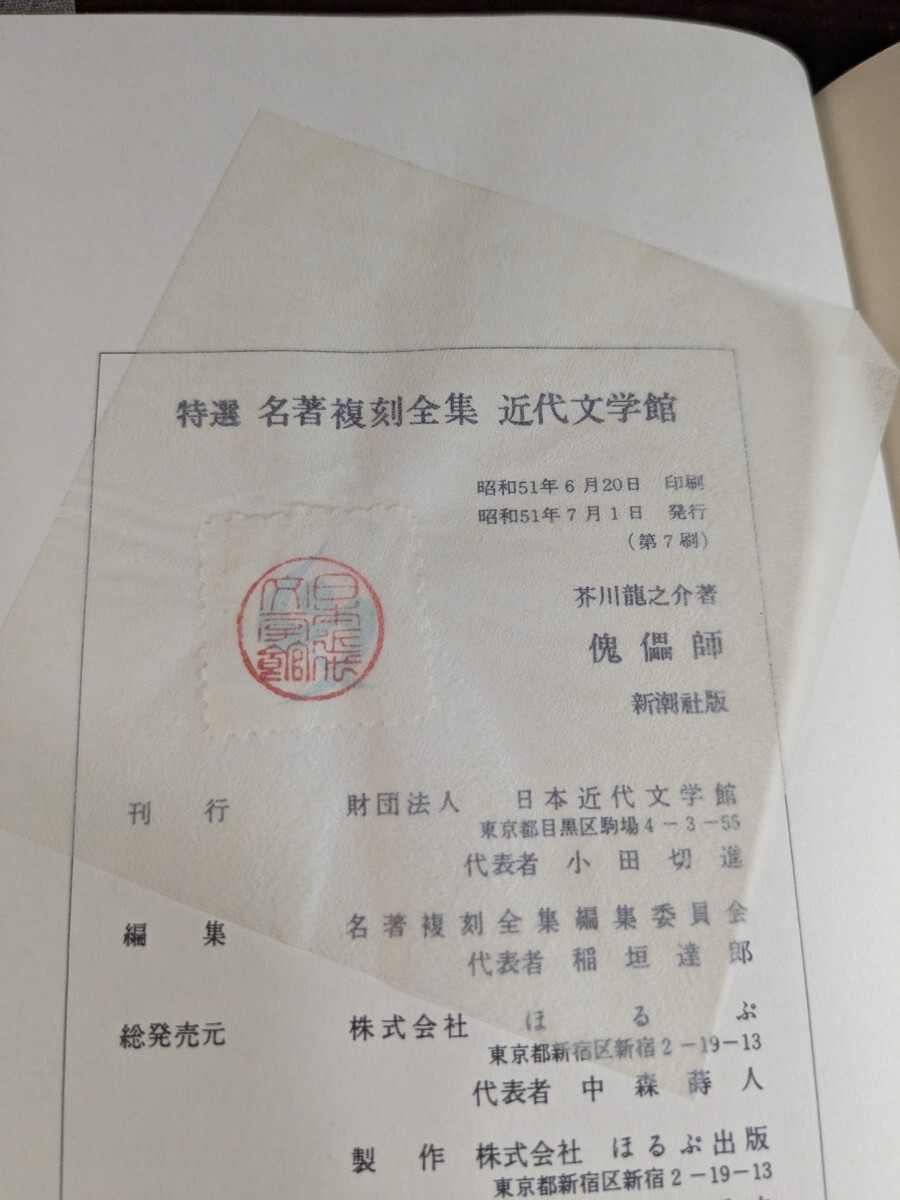 特選 名著複刻全集 近代文学館
昭和51年6月20日 印刷
昭和51年7月1日 発行
(第7刷)
日本近代
文学館
芥川龍之介著
傀儡師
新潮社版
刊行 財団法人 日本近代文学館
東京都目黒区駒場4-3-55
代表者 小田切進
編集 名著複刻全集編集委員会
代表者 稲垣達郎
総発売元 株式会社 ほるぷ
東京都新宿区新宿2-19-13
代表者 中森蒔人
製作 株式会社 ほるぷ出版
東京都新宿区新宿2-19-13